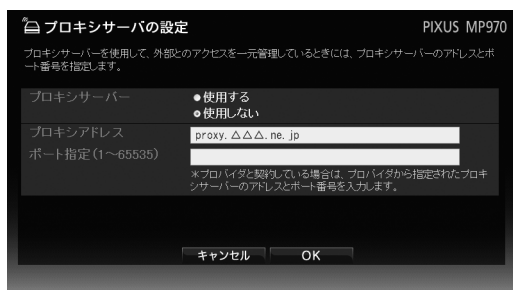 プロキシサーバの設定
PIXUS MP970
プロキシサーバーを使用して、外部とのアクセスを一元管理しているときには、プロキシサーバーのアドレスとポ
ート番号を指定します。
プロキシサーバー
使用する
使用しない
プロキシアドレス
proxy. △△△. ne. jp
ポート指定(1～65535)
※プロバイダと契約している場合は、プロバイダから指定されたプロキ
シサーバーのアドレスとポート番号を入力します。
キャンセル
OK